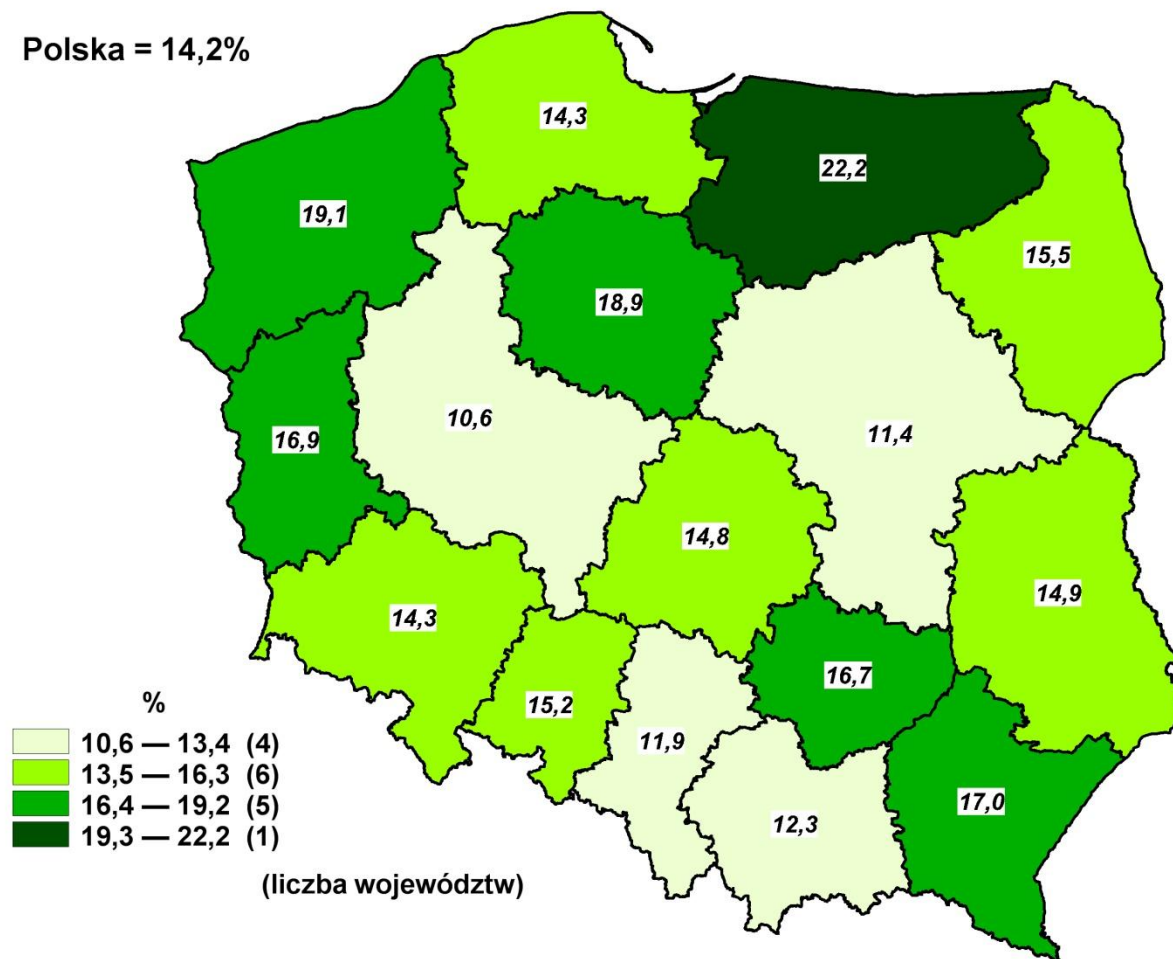 Polska = 14,2%
14,3
22,2
19,1
15,5
18,9
10,6
11,4
16,9
14,8
14,9
14,3
16,7
15,2
11,9
17,0
12,3
%
10,6 — 13,4 (4)
13,5 — 16,3 (6)
16,4 — 19,2 (5)
19,3 — 22,2 (1)
(liczba województw)